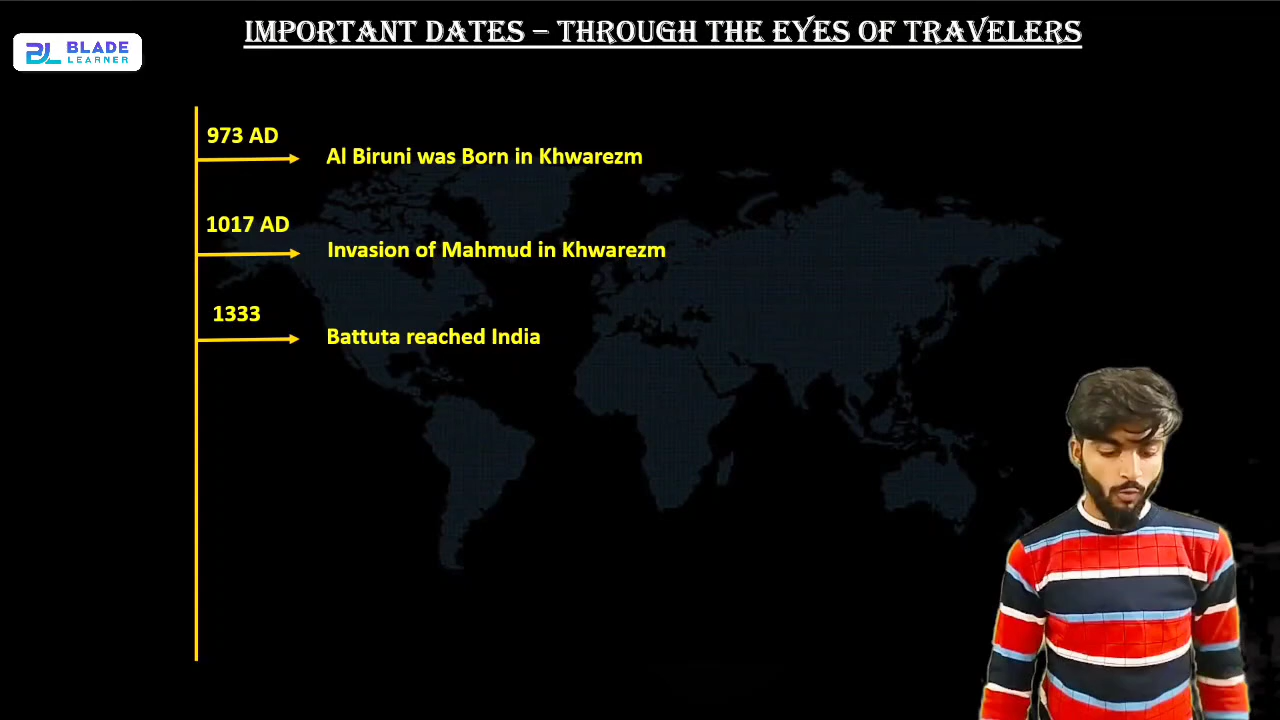 IMPORTANT DATES – THROUGH THE EYES OF TRAVELERS
BLADE
LEARNER
973 AD
Al Biruni was Born in Khwarezm
1017 AD
Invasion of Mahmud in Khwarezm
1333
Battuta reached India